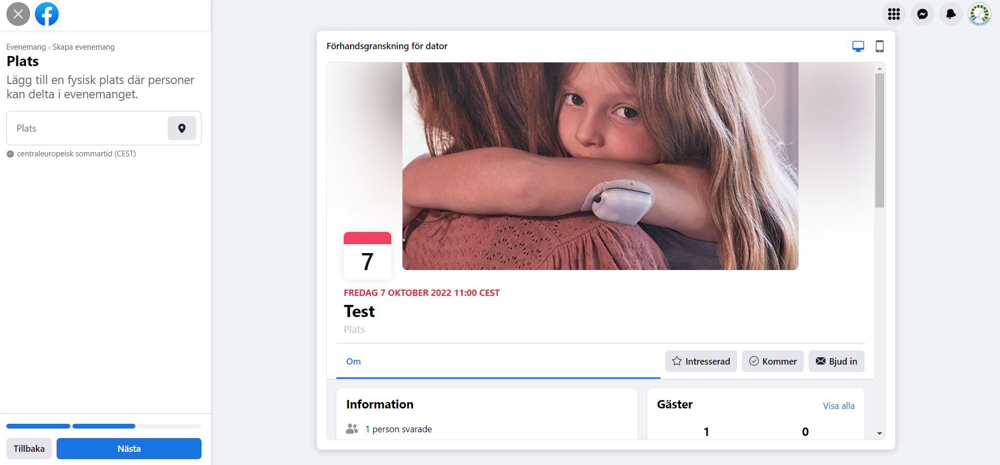 Evenemang › Skapa evenemang
Plats
Lägg till en fysisk plats där personer
kan delta i evenemanget.
Plats
centraleuropeisk sommartid (CEST)
Tillbaka
Nästa
Förhandsgranskning för dator
7
FREDAG 7 OKTOBER 2022 11:00 CEST
Test
Plats
Om
Intresserad
Kommer
Bjud in
Information
1 person svarade
Gäster
Visa alla
1
0